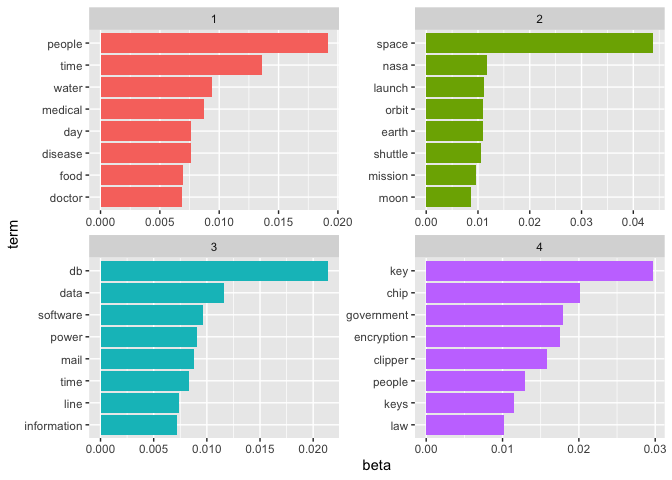 1
people
time
water
medical
day
disease
food
doctor
0.000 0.005 0.010 0.015 0.020
2
space
nasa
launch
orbit
earth
shuttle
mission
moon
0.00 0.01 0.02 0.03 0.04
term
3
db
data
software
power
mail
time
line
information
0.000 0.005 0.010 0.015 0.020
4
key
chip
government
encryption
clipper
people
keys
law
0.00 0.01 0.02 0.03
beta